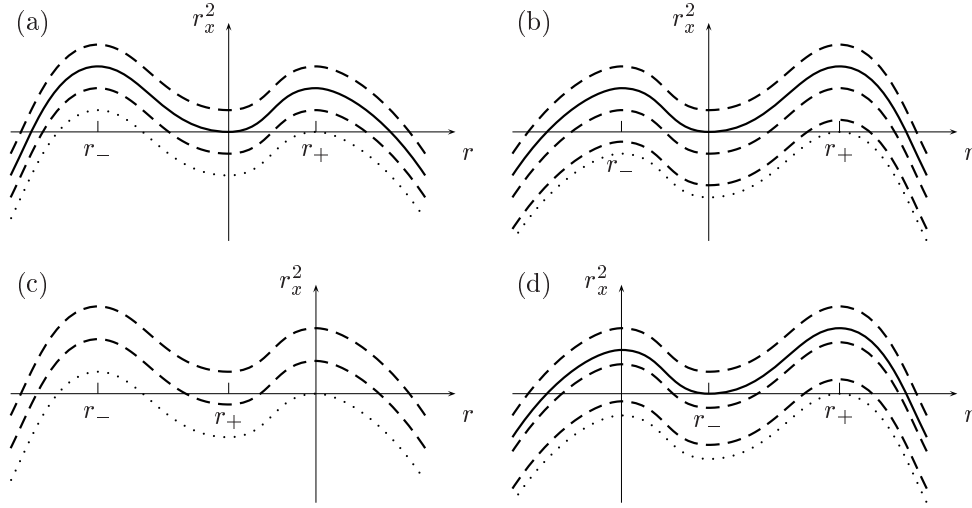 (a)
r_x^2
r_-
r_+
r
(b)
r_x^2
r_-
r_+
r
(c)
r_x^2
r_-
r_+
r
(d)
r_x^2
r_-
r_+
r